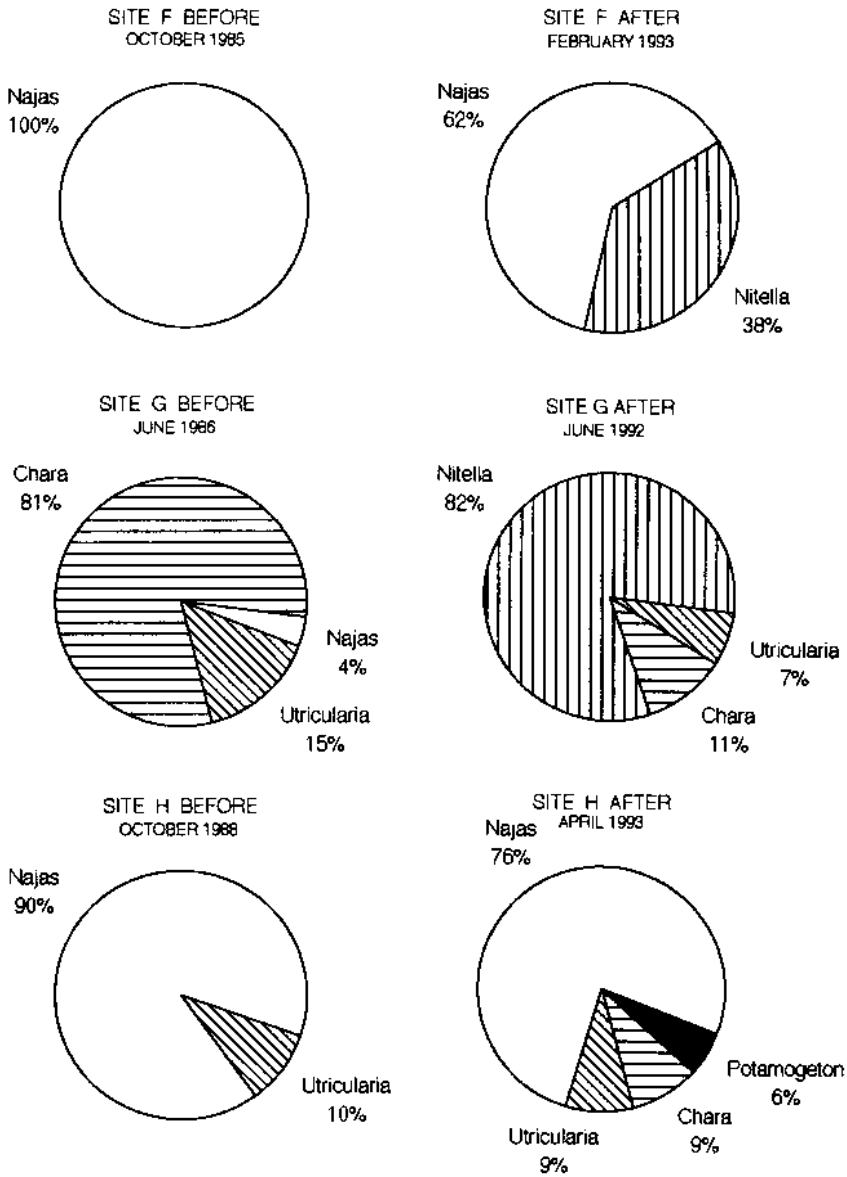 SITE F BEFORE
OCTOBER 1985
Najas
100%
SITE F AFTER
FEBRUARY 1993
Najas
62%
Nitella
38%
SITE G BEFORE
JUNE 1986
Chara
81%
Najas
4%
Utricularia
15%
SITE G AFTER
JUNE 1992
Nitella
82%
Utricularia
7%
Chara
11%
SITE H BEFORE
OCTOBER 1988
Najas
90%
Utricularia
10%
SITE H AFTER
APRIL 1993
Najas
76%
Potamogeton
6%
Chara
9%
Utricularia
9%